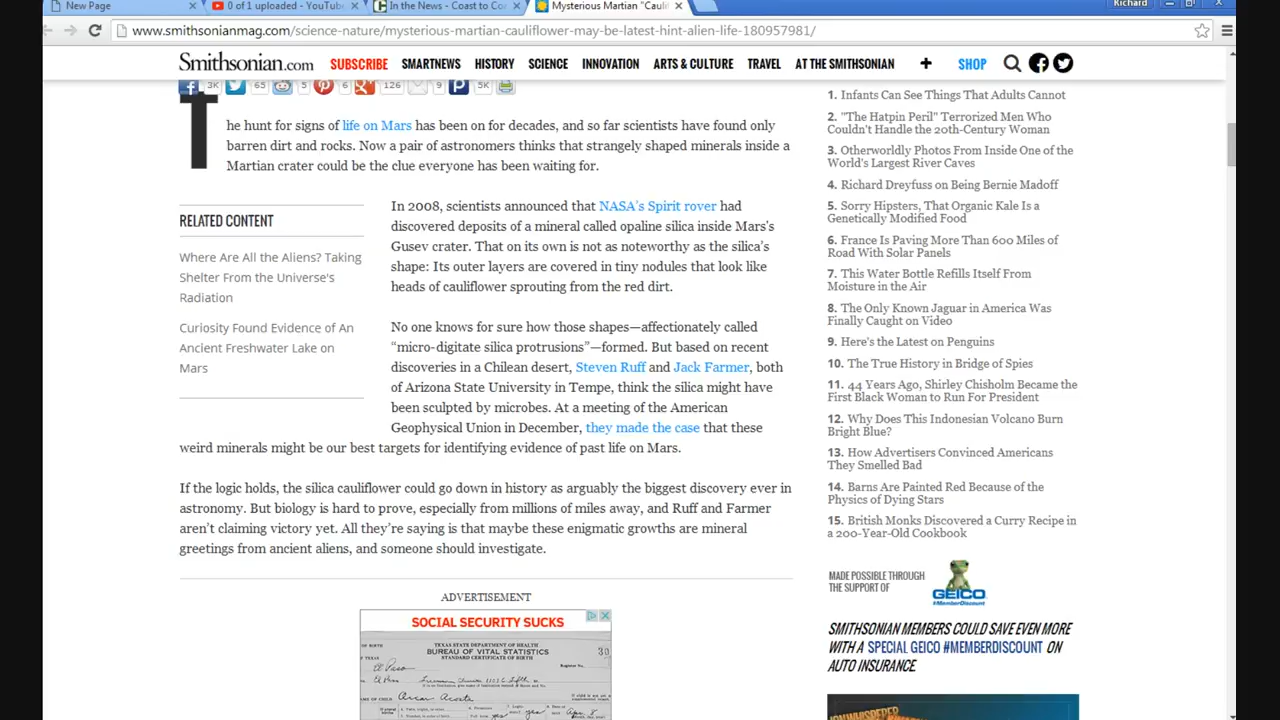 New Page
0 of 1 uploaded - YouTube
In the News - Coast to Co
Mysterious Martian "Cauli
Richard
www.smithsonianmag.com/science-nature/mysterious-martian-cauliflower-may-be-latest-hint-alien-life-180957981/
Smithsonian.com
SUBSCRIBE SMARTNEWS HISTORY SCIENCE INNOVATION ARTS & CULTURE TRAVEL AT THE SMITHSONIAN + SHOP
3K 65 5 6 126 9 5K
The hunt for signs of life on Mars has been on for decades, and so far scientists have found only
barren dirt and rocks. Now a pair of astronomers thinks that strangely shaped minerals inside a
Martian crater could be the clue everyone has been waiting for.
RELATED CONTENT
Where Are All the Aliens? Taking
Shelter From the Universe's
Radiation
Curiosity Found Evidence of An
Ancient Freshwater Lake on
Mars
In 2008, scientists announced that NASA's Spirit rover had
discovered deposits of a mineral called opaline silica inside Mars's
Gusev crater. That on its own is not as noteworthy as the silica's
shape: Its outer layers are covered in tiny nodules that look like
heads of cauliflower sprouting from the red dirt.
No one knows for sure how those shapes—affectionately called
“micro-digitate silica protrusions”—formed. But based on recent
discoveries in a Chilean desert, Steven Ruff and Jack Farmer, both
of Arizona State University in Tempe, think the silica might have
been sculpted by microbes. At a meeting of the American
Geophysical Union in December, they made the case that these
weird minerals might be our best targets for identifying evidence of past life on Mars.
If the logic holds, the silica cauliflower could go down in history as arguably the biggest discovery ever in
astronomy. But biology is hard to prove, especially from millions of miles away, and Ruff and Farmer
aren't claiming victory yet. All they're saying is that maybe these enigmatic growths are mineral
greetings from ancient aliens, and someone should investigate.
ADVERTISEMENT
SOCIAL SECURITY SUCKS
TEXAS STATE DEPARTMENT OF HEALTH
BUREAU OF VITAL STATISTICS
STANDARD CERTIFICATE OF BIRTH
El Paso
El Paso
Oscar Acosta
1. Infants Can See Things That Adults Cannot
2. "The Hatpin Peril" Terrorized Men Who
Couldn't Handle the 20th-Century Woman
3. Otherworldly Photos From Inside One of the
World's Largest River Caves
4. Richard Dreyfuss on Being Bernie Madoff
5. Sorry Hipsters, That Organic Kale Is a
Genetically Modified Food
6. France Is Paving More Than 600 Miles of
Road With Solar Panels
7. This Water Bottle Refills Itself From
Moisture in the Air
8. The Only Known Jaguar in America Was
Finally Caught on Video
9. Here's the Latest on Penguins
10. The True History in Bridge of Spies
11. 44 Years Ago, Shirley Chisholm Became the
First Black Woman to Run For President
12. Why Does This Indonesian Volcano Burn
Bright Blue?
13. How Advertisers Convinced Americans
They Smelled Bad
14. Barns Are Painted Red Because of the
Physics of Dying Stars
15. British Monks Discovered a Curry Recipe in
a 200-Year-Old Cookbook
MADE POSSIBLE THROUGH
THE SUPPORT OF
GEICO
#MemberDiscount
SMITHSONIAN MEMBERS COULD SAVE EVEN MORE
WITH A SPECIAL GEICO #MEMBERDISCOUNT ON
AUTO INSURANCE.